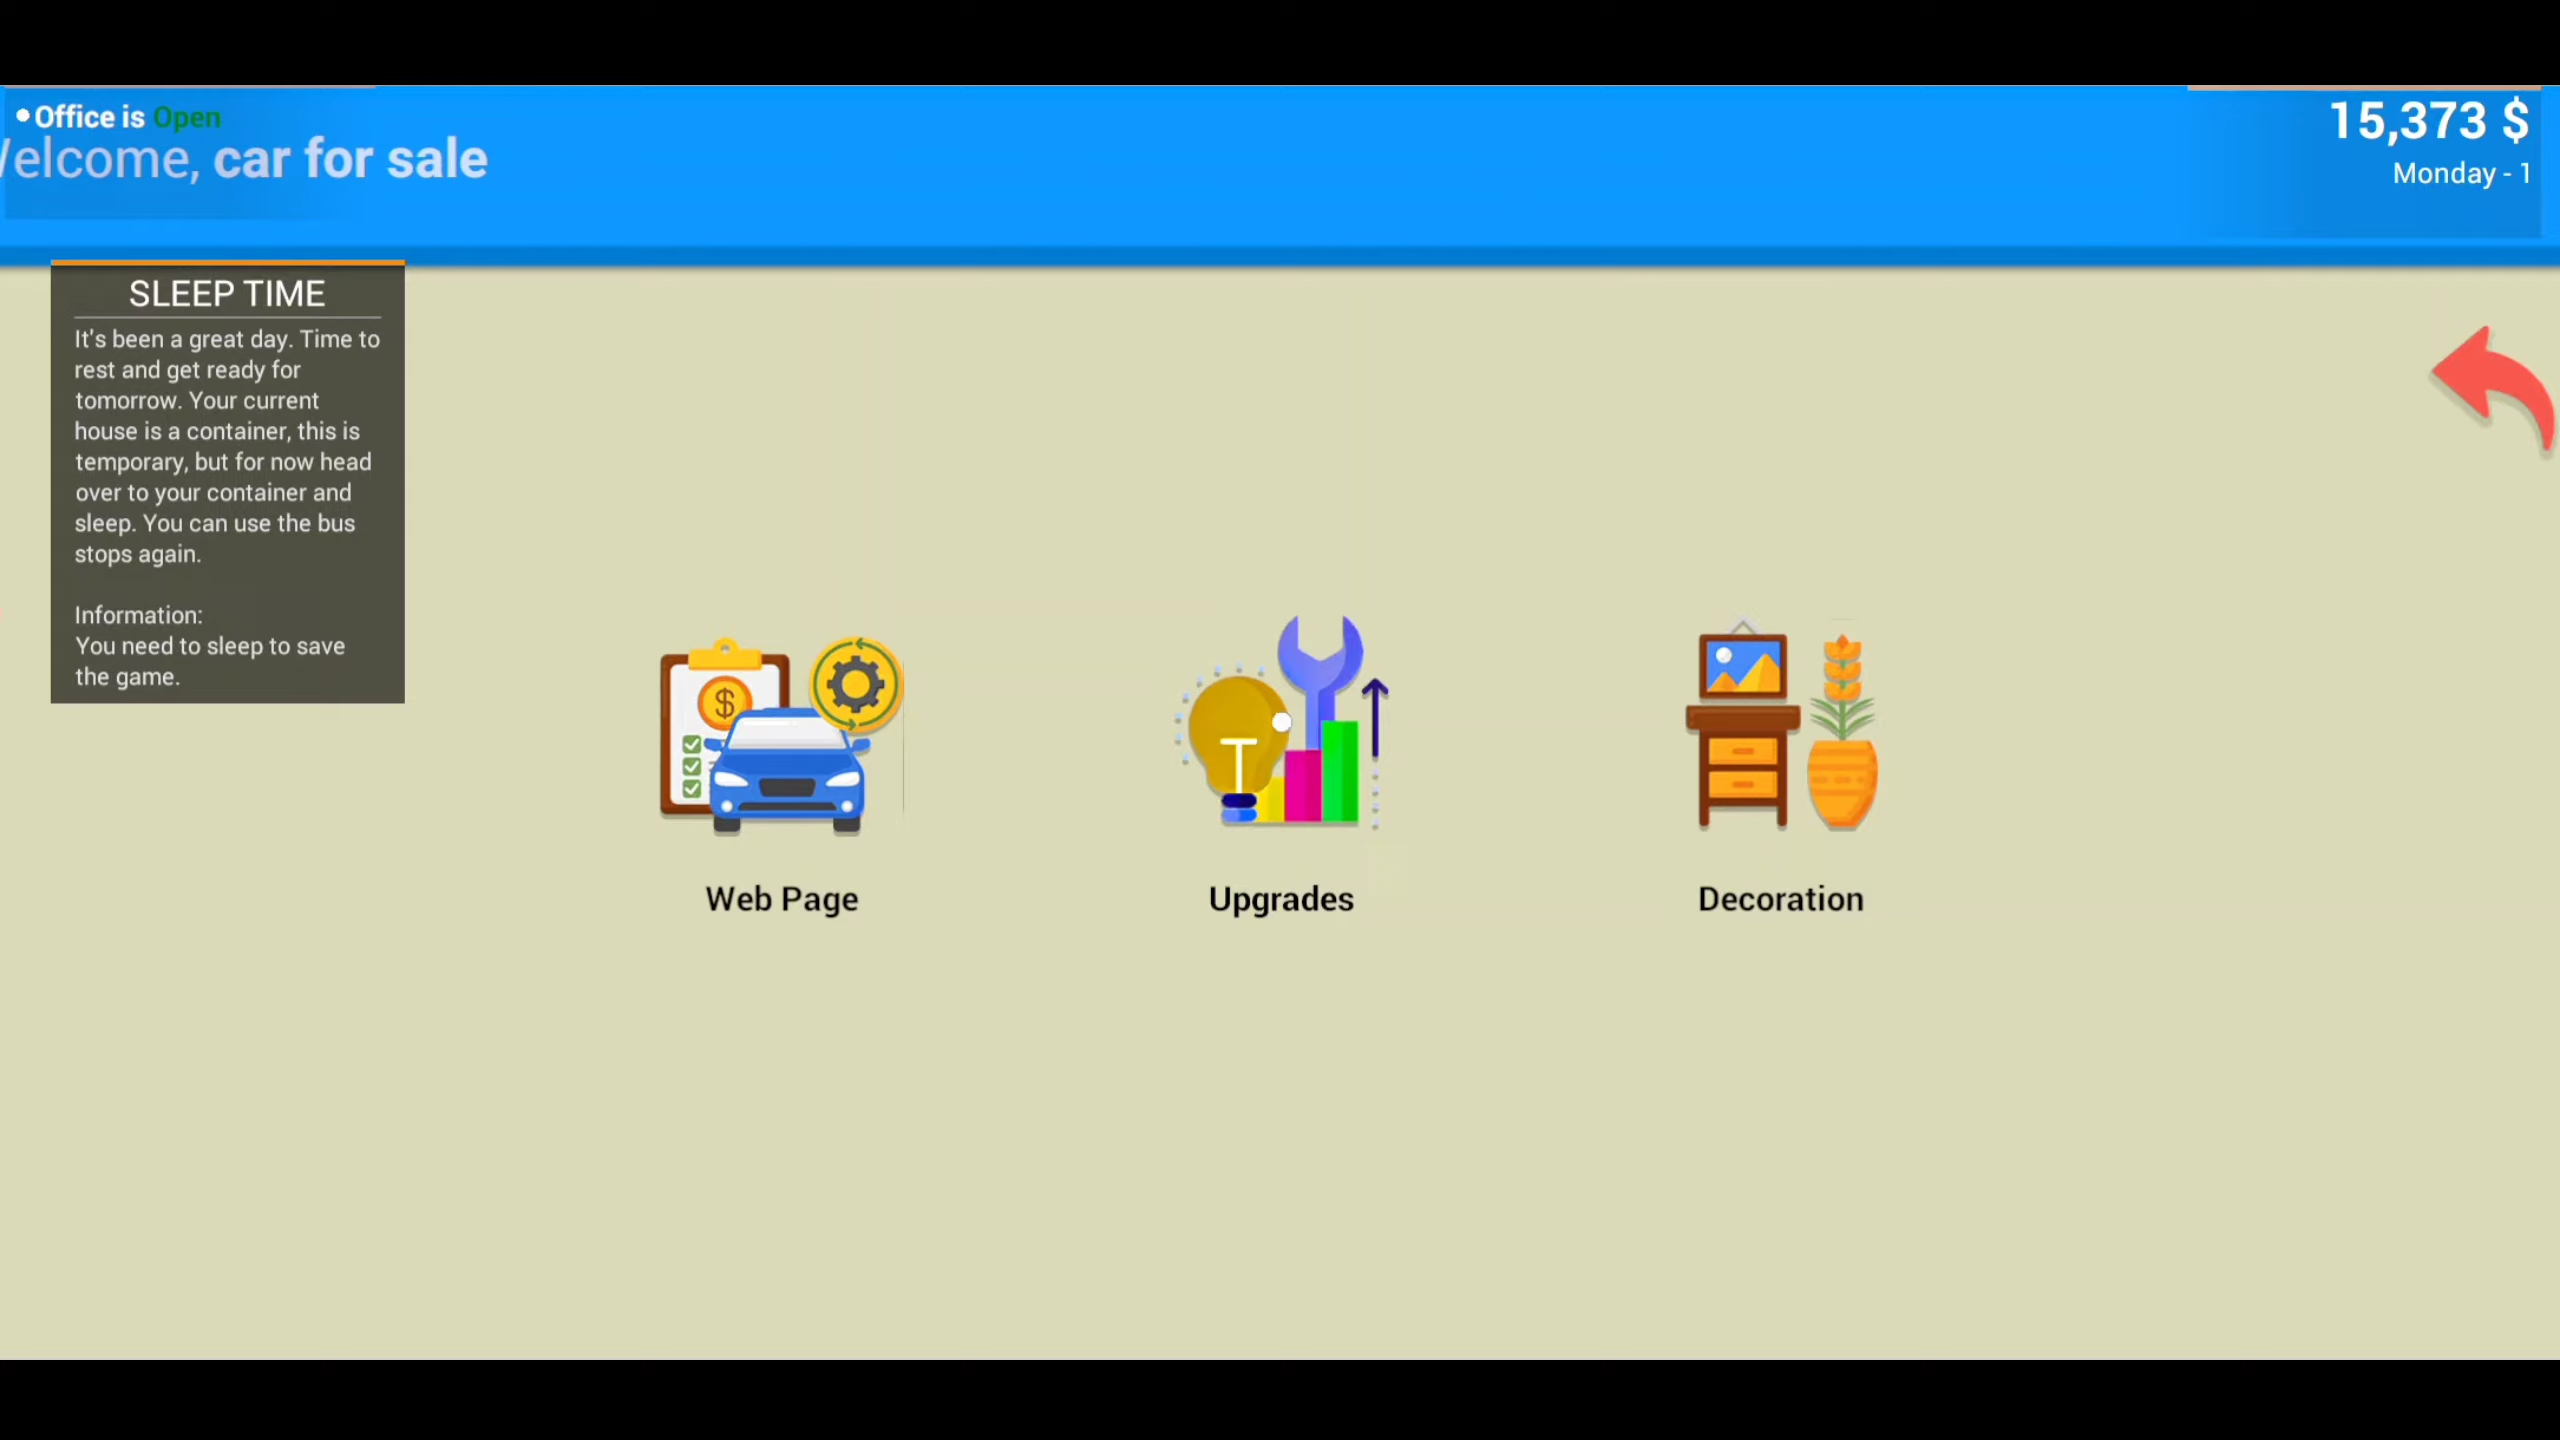 Office is Open
Welcome, car for sale
15,373 $
Monday - 1
SLEEP TIME
It's been a great day. Time to
rest and get ready for
tomorrow. Your current
house is a container, this is
temporary, but for now head
over to your container and
sleep. You can use the bus
stops again.
Information:
You need to sleep to save
the game.
$
Web Page
Upgrades
Decoration